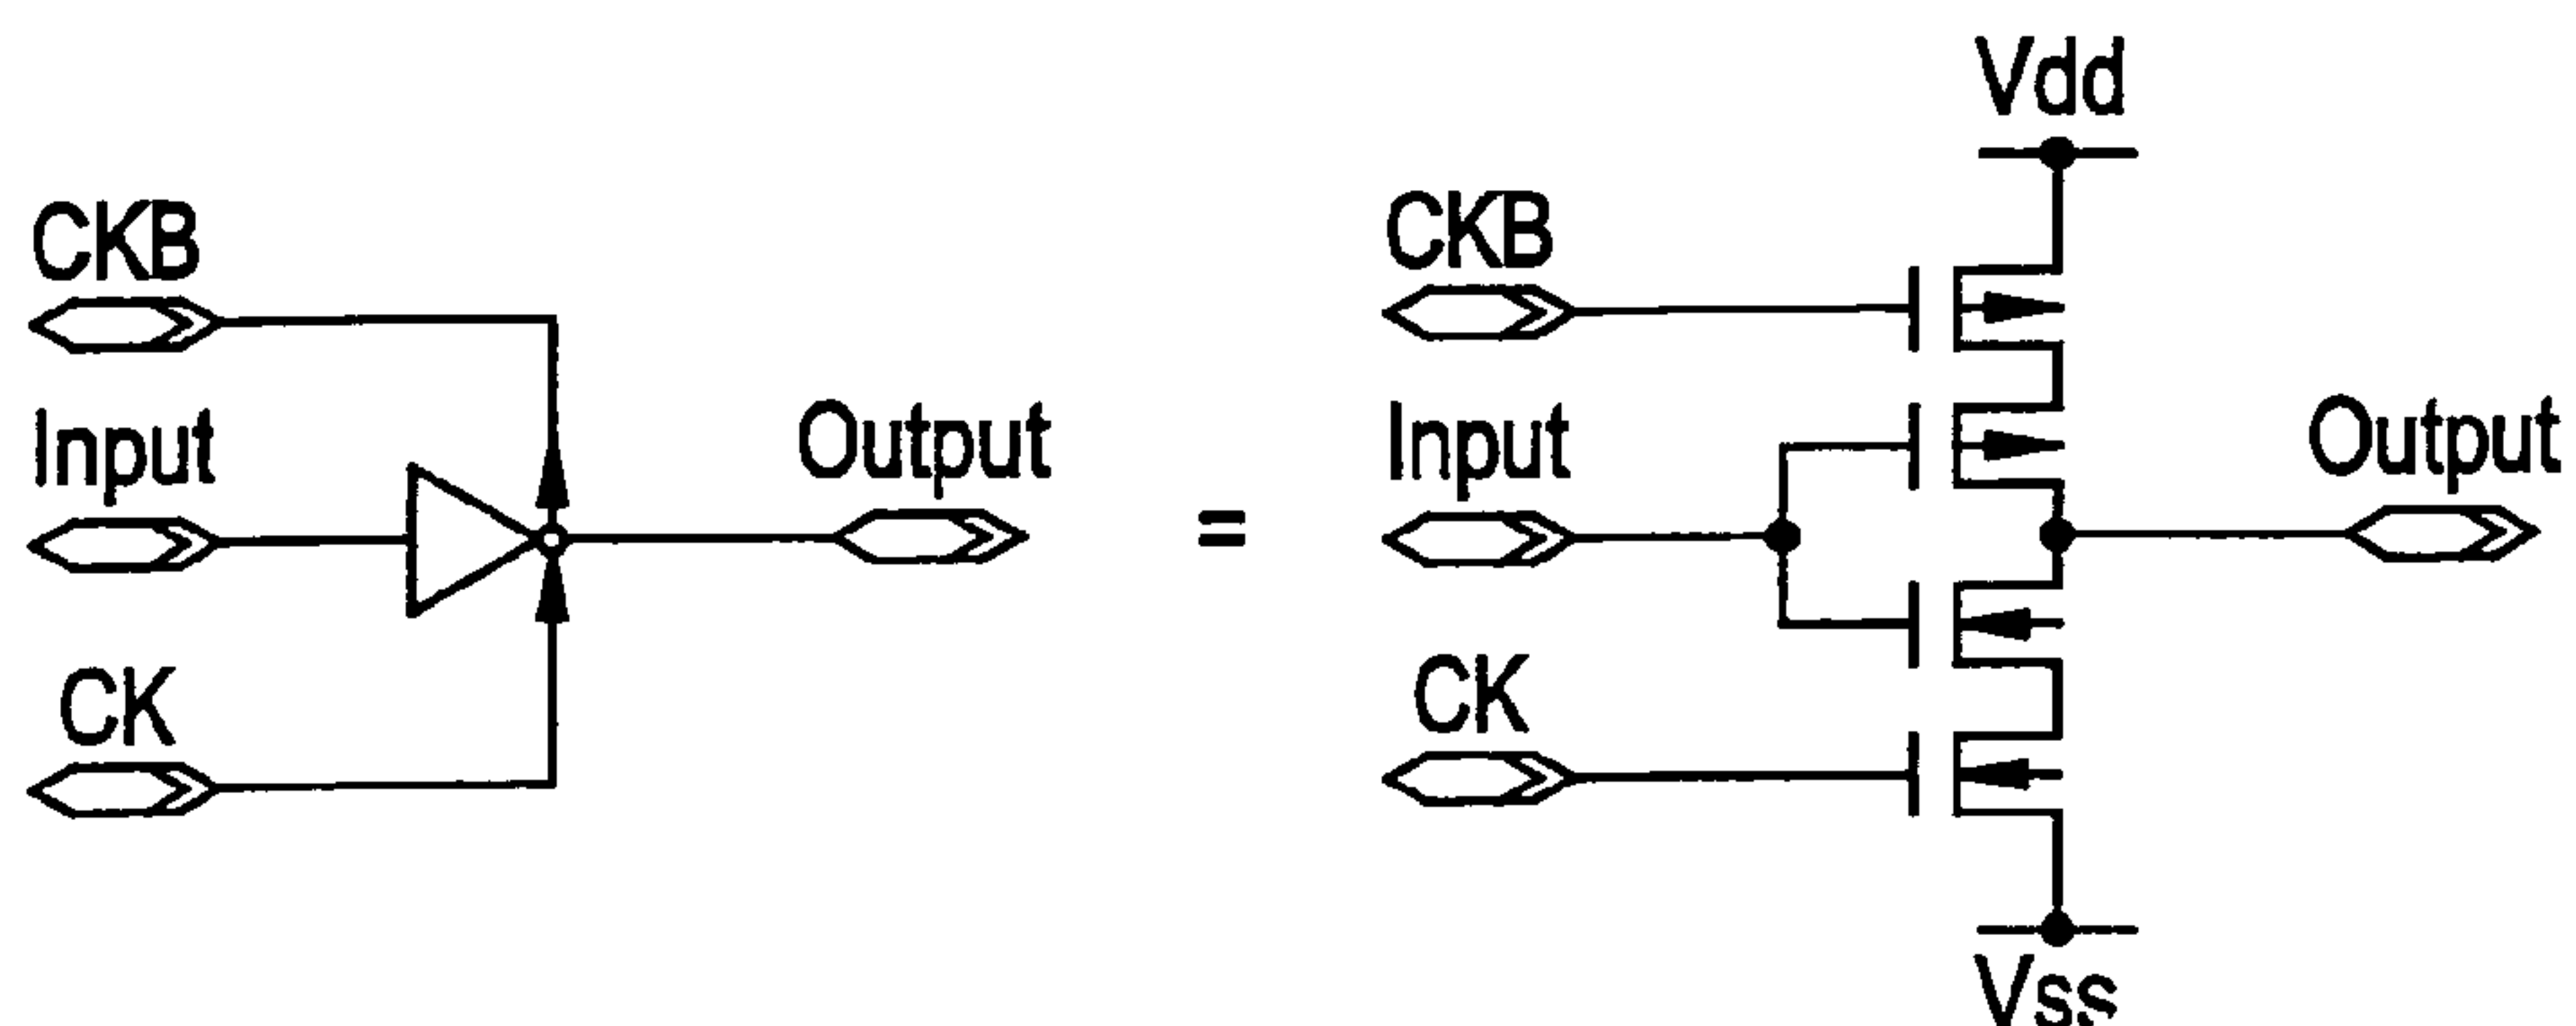 CKB
Input
CK
Output
=
Vdd
CKB
Input
CK
Output
Vss